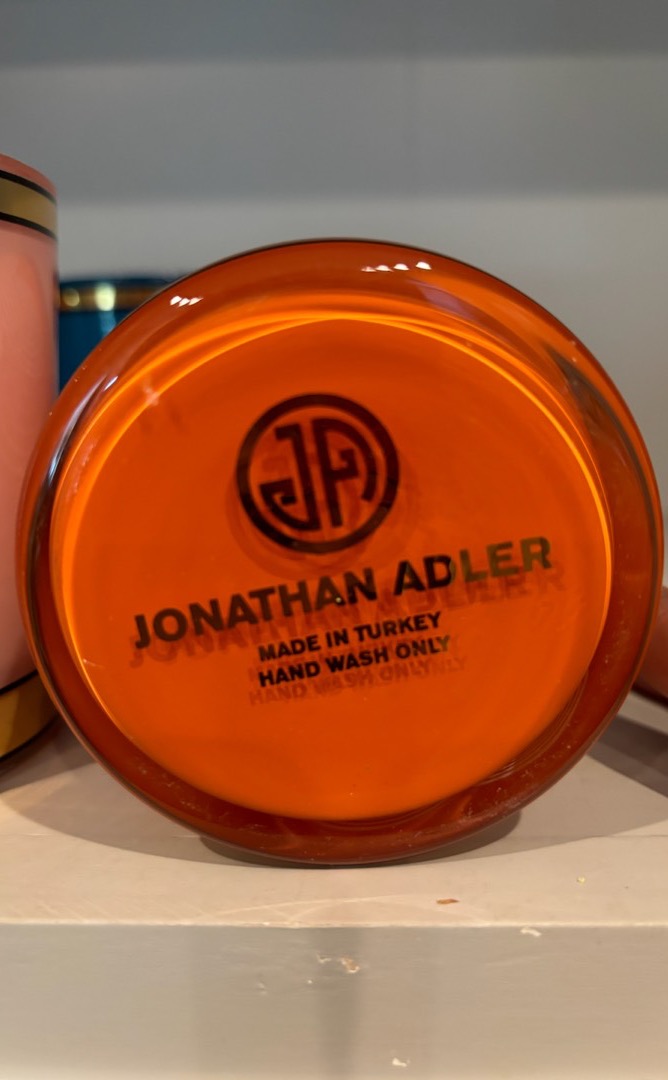 JA
JONATHAN ADLER
MADE IN TURKEY
HAND WASH ONLY